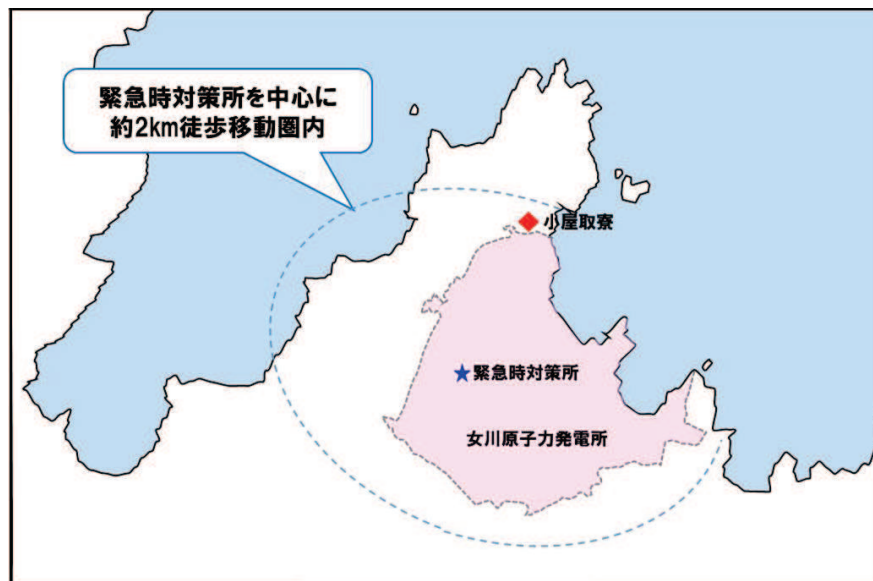 緊急時対策所を中心に
約2km徒歩移動圏内
小屋取寮
緊急時対策所
女川原子力発電所